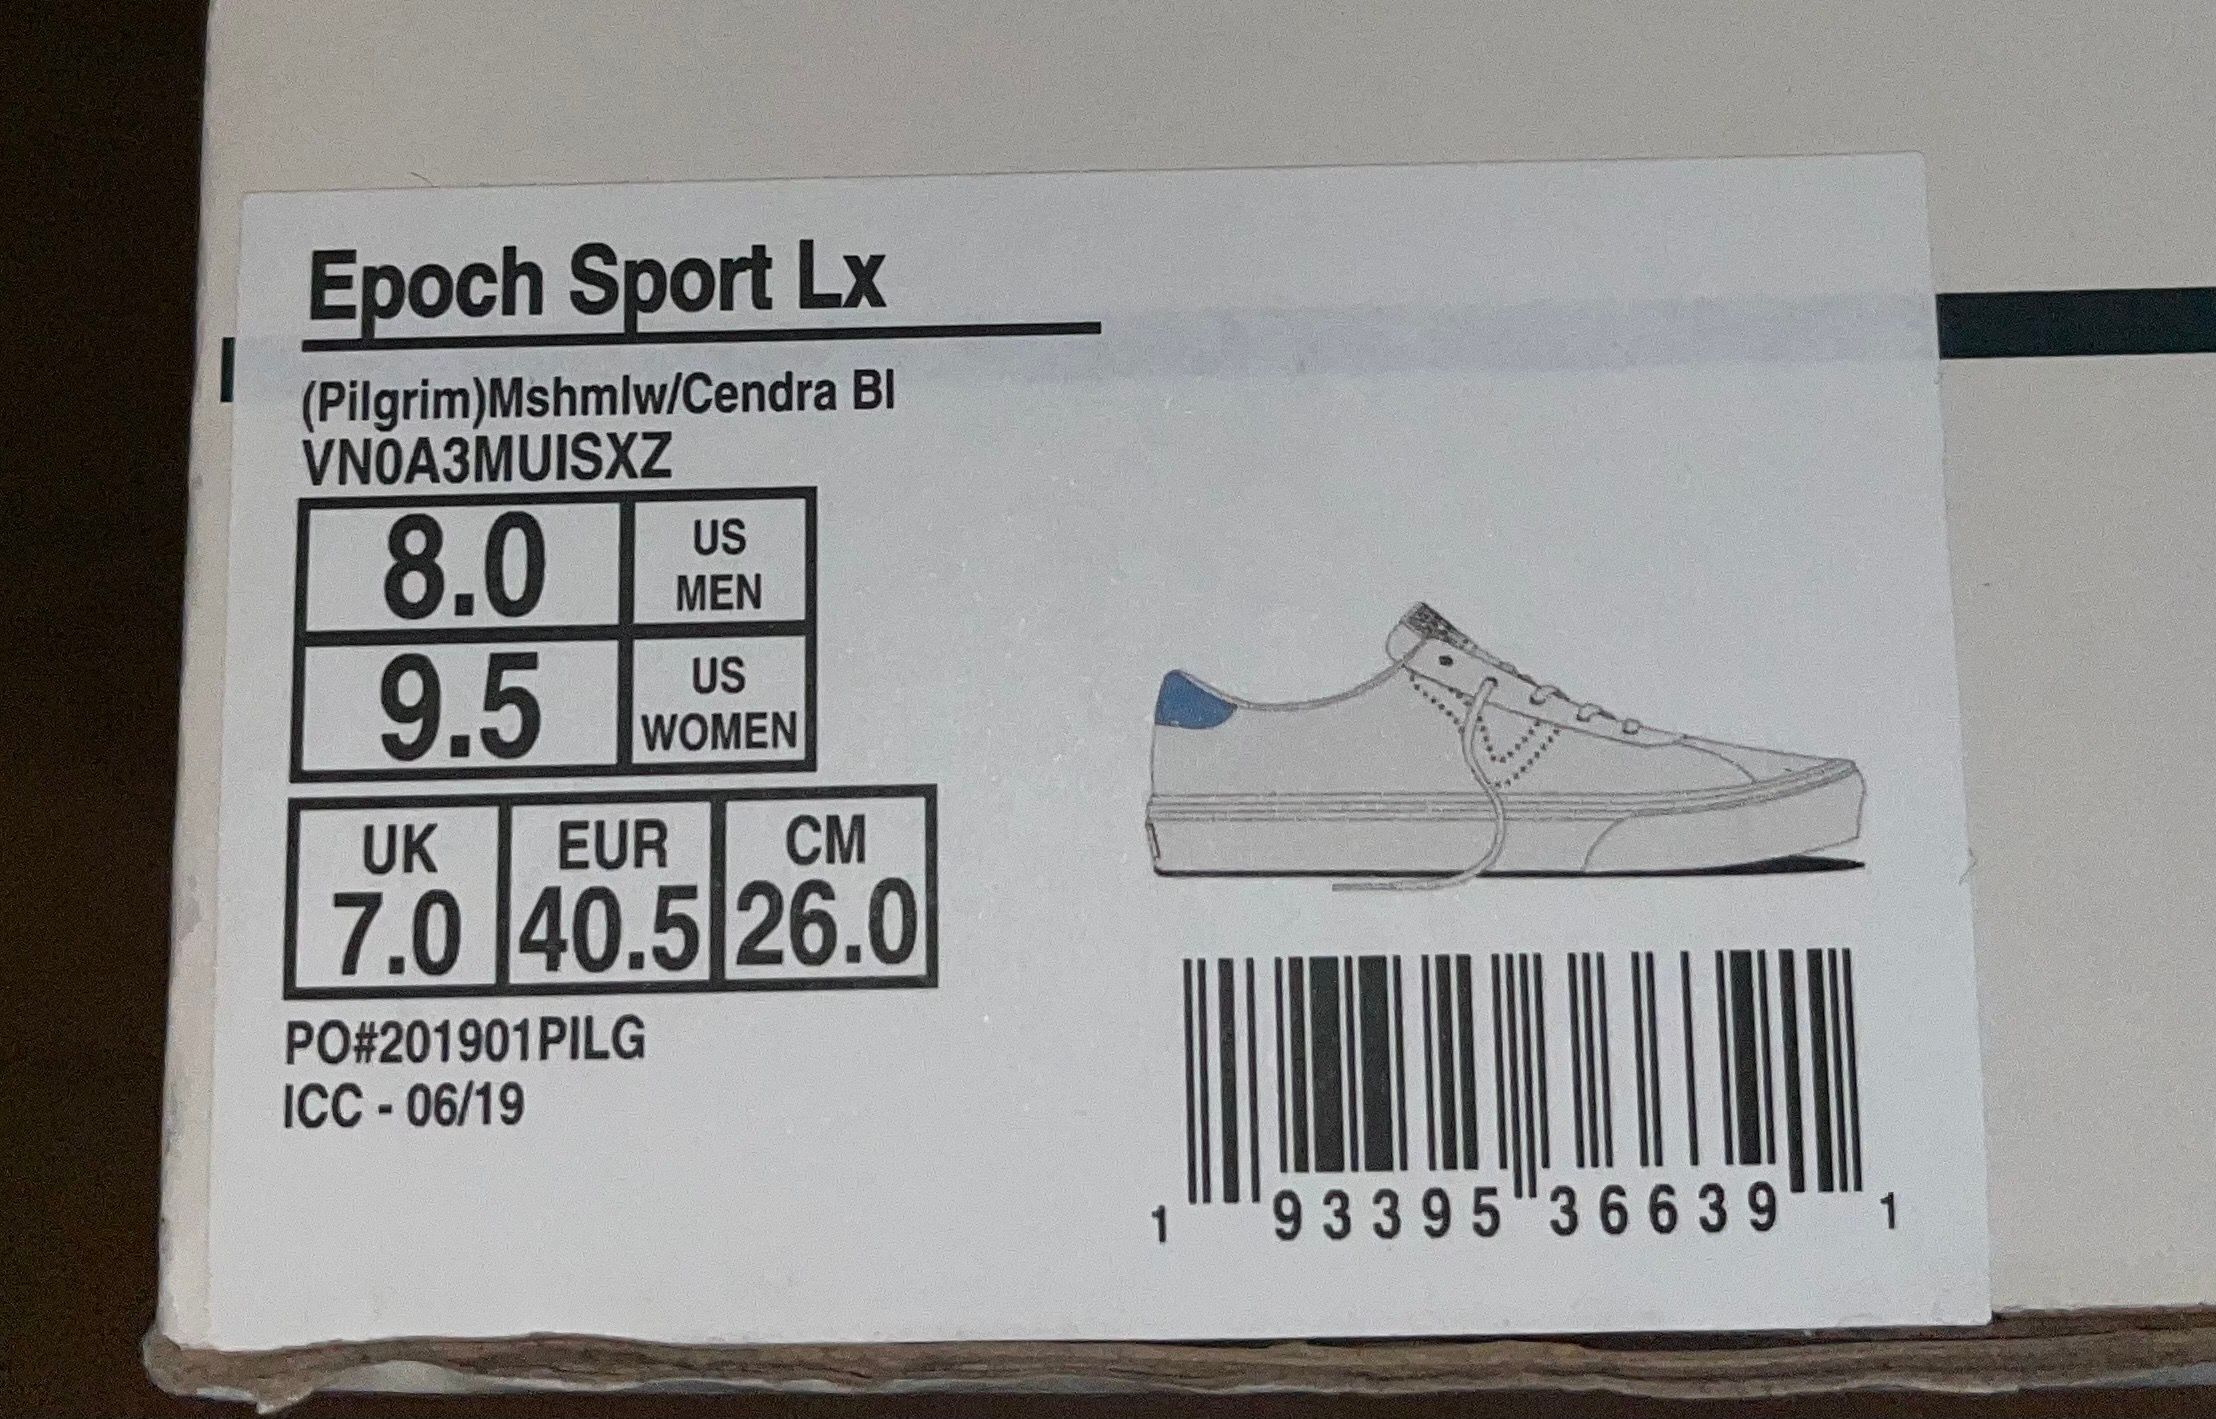 Epoch Sport Lx
(Pilgrim)Mshmlw/Cendra Bl
VN0A3MUISXZ
8.0 US MEN
9.5 US WOMEN
UK EUR CM
7.0 40.5 26.0
PO#201901PILG
ICC - 06/19
1 93395 36639 1